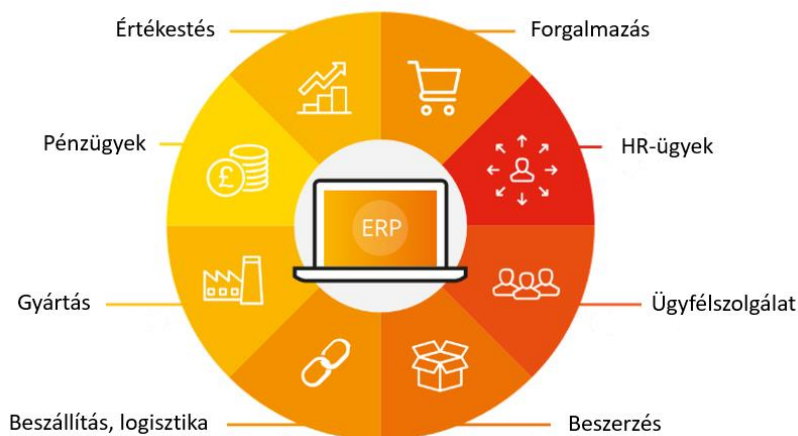 Értékestés
Forgalmazás
Pénzügyek
£
HR-ügyek
ERP
Gyártás
Ügyfélszolgálat
Beszállítás, logisztika
Beszerzés